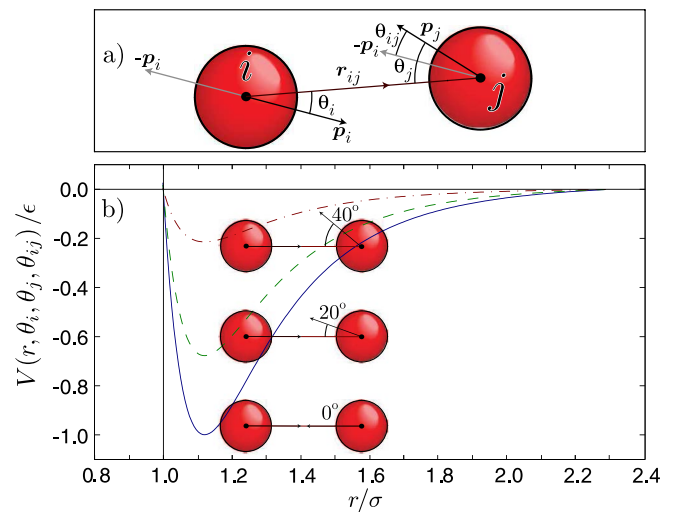 a)
-p_i
i
r_ij
θ_i
p_i
θ_ij
p_j
-p_i
θ_j
j
b)
V(r, θ_i, θ_j, θ_ij)/ϵ
0.0
-0.2
-0.4
-0.6
-0.8
-1.0
40°
20°
0°
0.8 1.0 1.2 1.4 1.6 1.8 2.0 2.2 2.4
r/σ